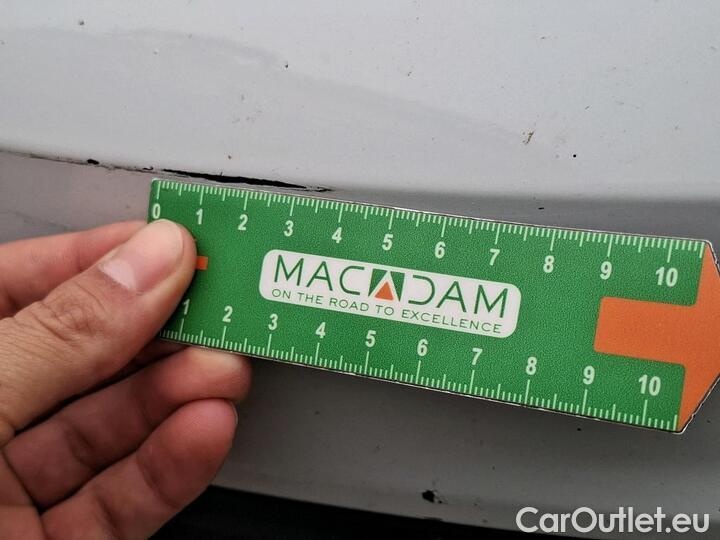 0 1 2 3 4 5 6 7 8 9 10
MACADAM
ON THE ROAD TO EXCELLENCE
1 2 3 4 5 6 7 8 9 10
CarOutlet.eu